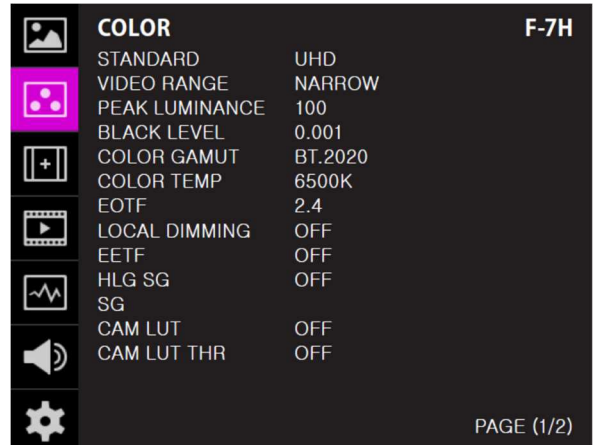 COLOR F-7H
STANDARD UHD
VIDEO RANGE NARROW
PEAK LUMINANCE 100
BLACK LEVEL 0.001
COLOR GAMUT BT.2020
COLOR TEMP 6500K
EOTF 2.4
LOCAL DIMMING OFF
EETF OFF
HLG SG OFF
SG
CAM LUT OFF
CAM LUT THR OFF
PAGE (1/2)